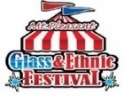 Mt. Pleasant
Glass & Ethnic
FESTIVAL